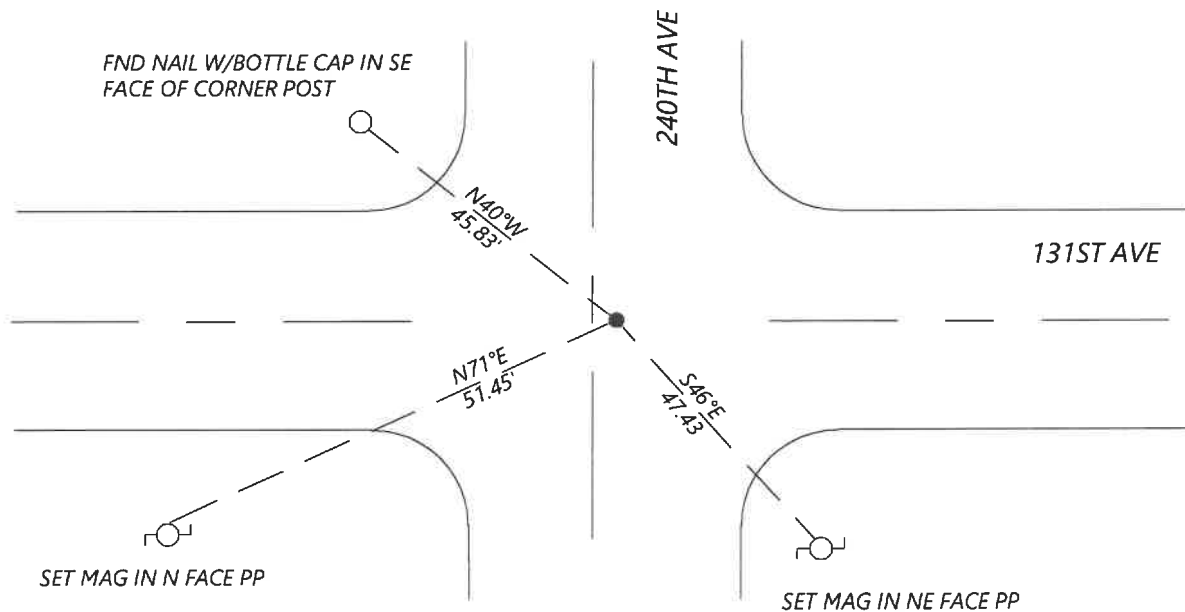 FND NAIL W/BOTTLE CAP IN SE
FACE OF CORNER POST
240TH AVE
N40°W
45.83'
131ST AVE
N71°E
51.45'
S46°E
47.43
SET MAG IN N FACE PP
SET MAG IN NE FACE PP